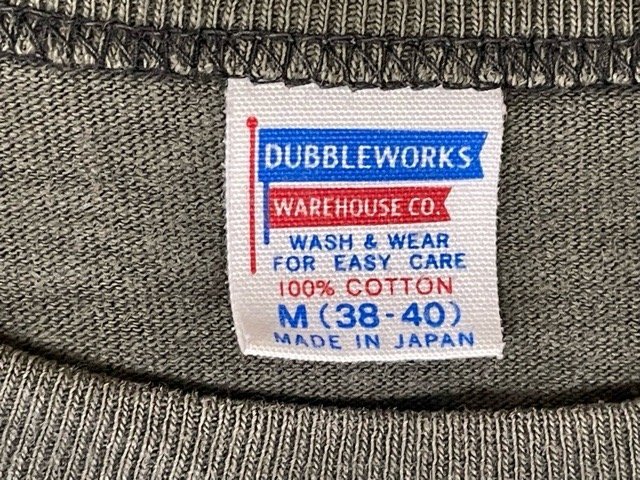 DUBBLEWORKS
WAREHOUSE CO.
WASH & WEAR
FOR EASY CARE
100% COTTON
M (38-40)
MADE IN JAPAN